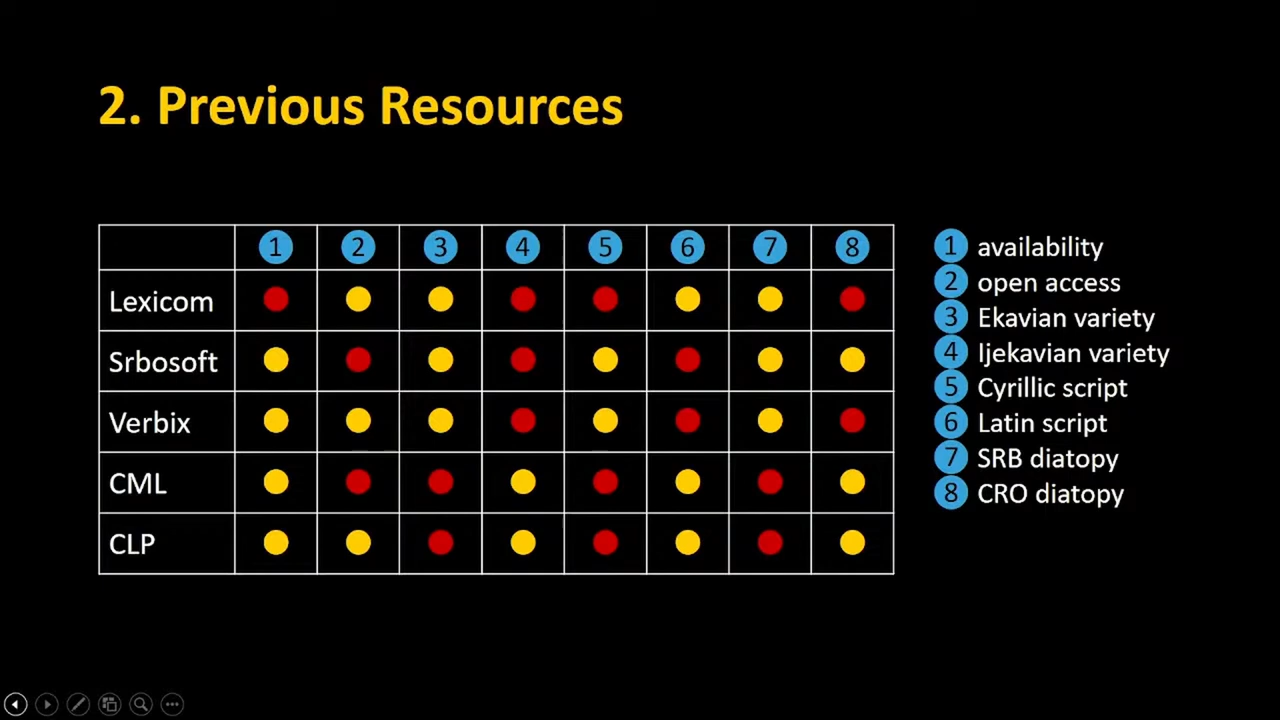 2. Previous Resources
1 2 3 4 5 6 7 8
Lexicom
Srbosoft
Verbix
CML
CLP
1 availability
2 open access
3 Ekavian variety
4 Ijekavian variety
5 Cyrillic script
6 Latin script
7 SRB diatopy
8 CRO diatopy